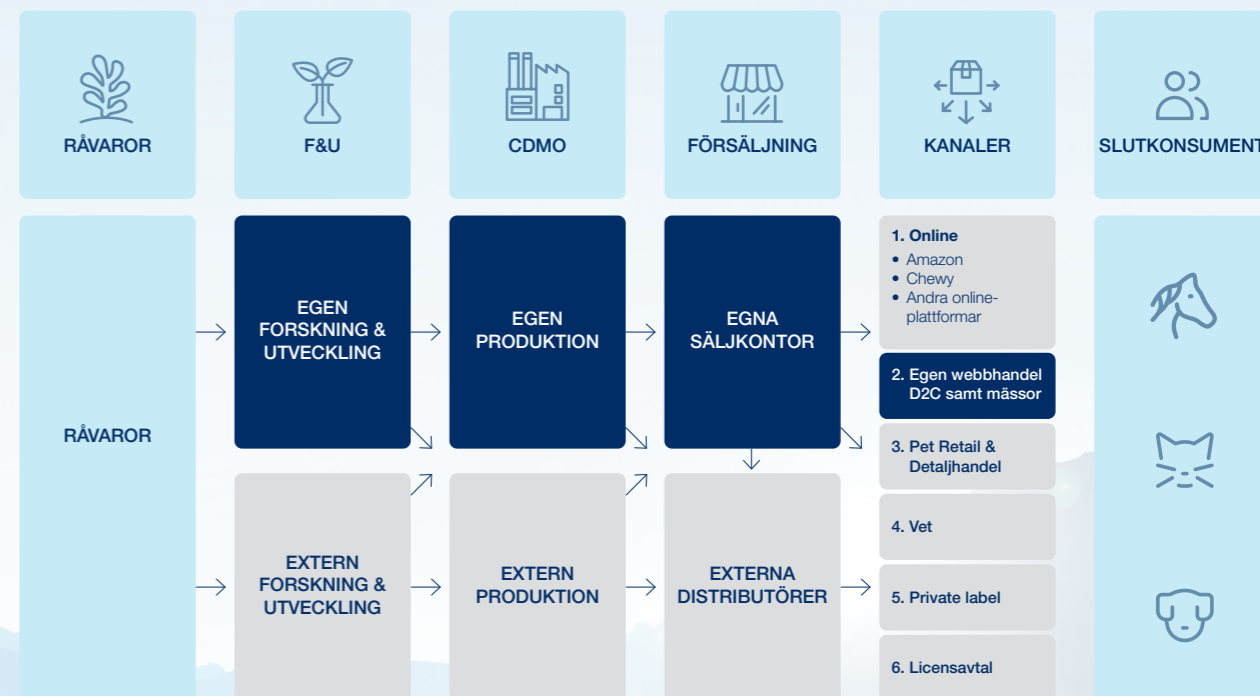 RÅVAROR
F&U
CDMO
FÖRSÄLJNING
KANALER
SLUTKONSUMENT
RÅVAROR
EGEN
FORSKNING &
UTVECKLING
EGEN
PRODUKTION
EGNA
SÄLJKONTOR
1. Online
• Amazon
• Chewy
• Andra online-
plattformar
2. Egen webbhandel
D2C samt mässor
3. Pet Retail &
Detaljhandel
4. Vet
5. Private label
6. Licensavtal
EXTERN
FORSKNING &
UTVECKLING
EXTERN
PRODUKTION
EXTERNA
DISTRIBUTÖRER